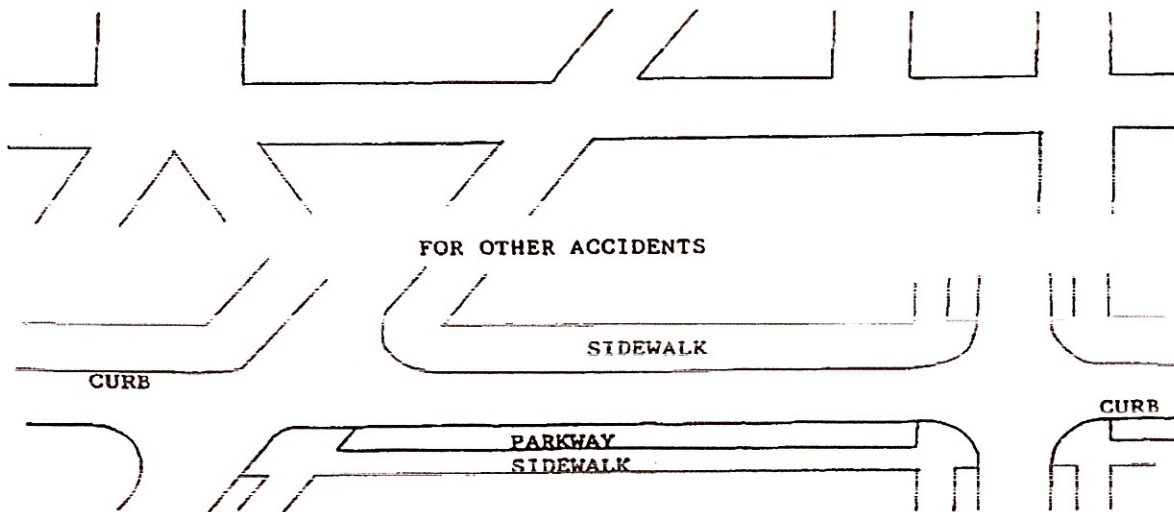 FOR OTHER ACCIDENTS
SIDEWALK
CURB
CURB
PARKWAY
SIDEWALK